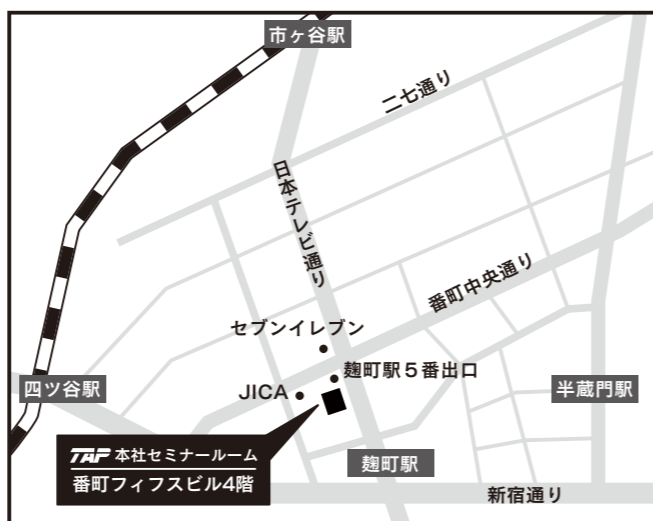 市ヶ谷駅
二七通り
日本テレビ通り
番町中央通り
セブンイレブン
麹町駅5番出口
四ツ谷駅
JICA
半蔵門駅
TAP 本社セミナールーム
番町フィフスビル4階
麹町駅
新宿通り